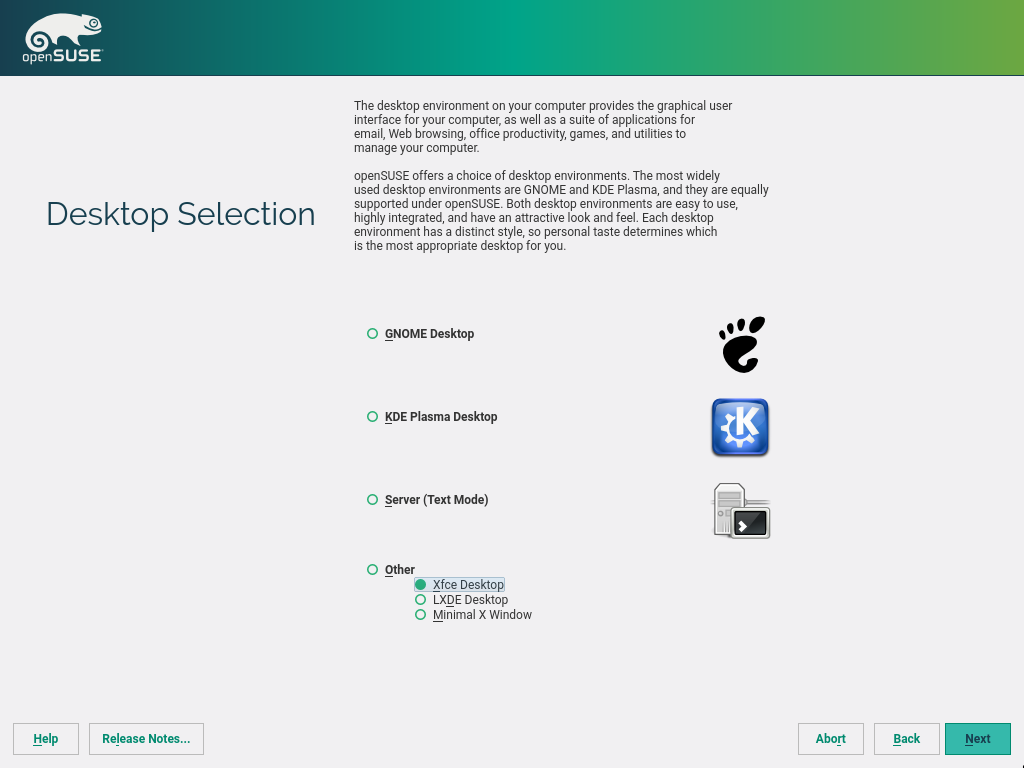 openSUSE
The desktop environment on your computer provides the graphical user
interface for your computer, as well as a suite of applications for
email, Web browsing, office productivity, games, and utilities to
manage your computer.
openSUSE offers a choice of desktop environments. The most widely
used desktop environments are GNOME and KDE Plasma, and they are equally
supported under openSUSE. Both desktop environments are easy to use,
highly integrated, and have an attractive look and feel. Each desktop
environment has a distinct style, so personal taste determines which
is the most appropriate desktop for you.
Desktop Selection
GNOME Desktop
KDE Plasma Desktop
Server (Text Mode)
Other
Xfce Desktop
LXDE Desktop
Minimal X Window
Help
Release Notes...
Abort
Back
Next